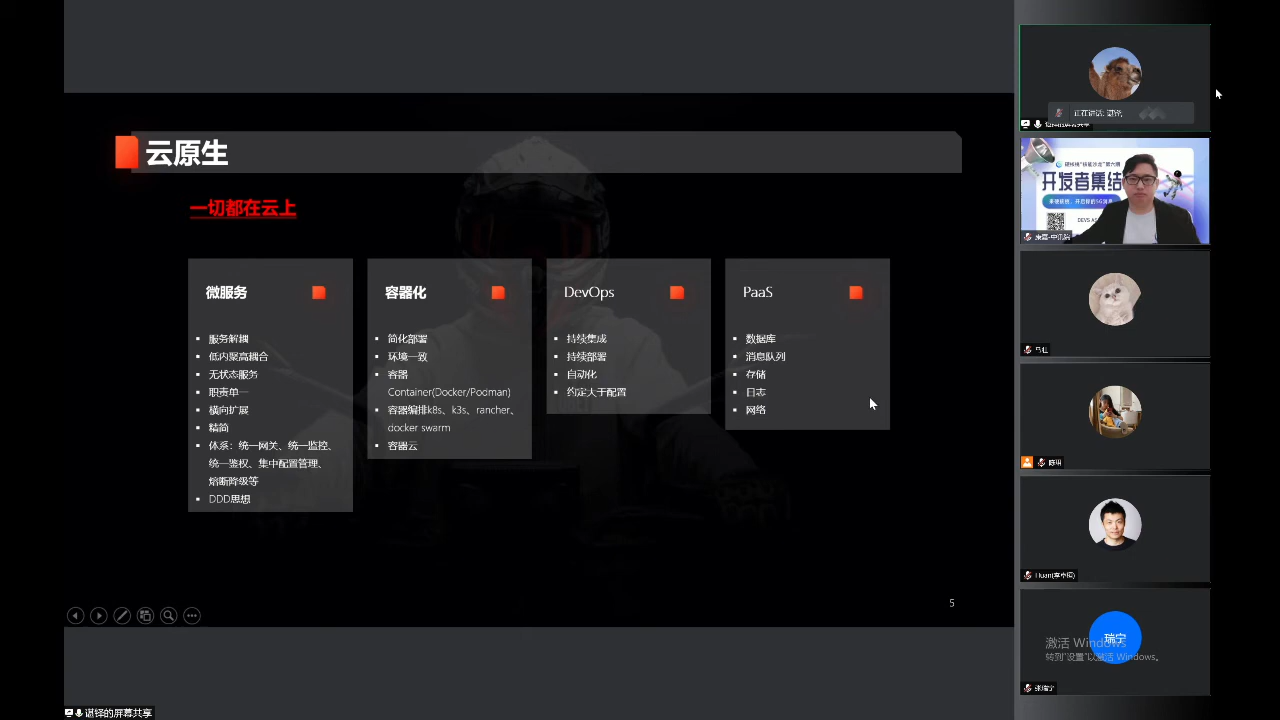 云原生
一切都在云上
微服务
服务解耦
低内聚高耦合
无状态服务
职责单一
横向扩展
精简
体系：统一网关、统一监控、
统一鉴权、集中配置管理、
熔断降级等
DDD思想
容器化
简化部署
环境一致
容器
Container(Docker/Podman)
容器编排k8s、k3s、rancher、
docker swarm
容器云
DevOps
持续集成
持续部署
自动化
约定大于配置
PaaS
数据库
消息队列
存储
日志
网络
5
的屏幕共享
正在讲话:
开发者集结
DEVS
瑞宁
激活 Windows
转到"设置"以激活 Windows。